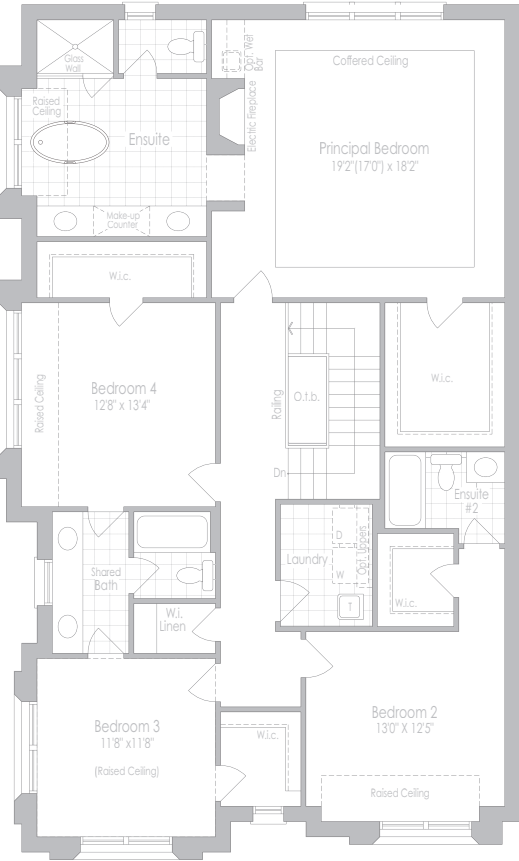 Glass
Wall
Opt. Wet
Bar
Coffered Ceiling
Raised
Ceiling
Ensuite
Electric Fireplace
Principal Bedroom
19'2"(17'0") x 18'2"
Make-up
Counter
W.i.c.
Raised Ceiling
Bedroom 4
12'8" x 13'4"
Railing
O.t.b.
W.i.c.
Dn
Ensuite
#2
Shared
Bath
Laundry
D
W
Opt. Uppers
T
W.i.c.
W.i.
Linen
Bedroom 3
11'8" x11'8"
(Raised Ceiling)
W.i.c.
Bedroom 2
13'0" X 12'5"
Raised Ceiling